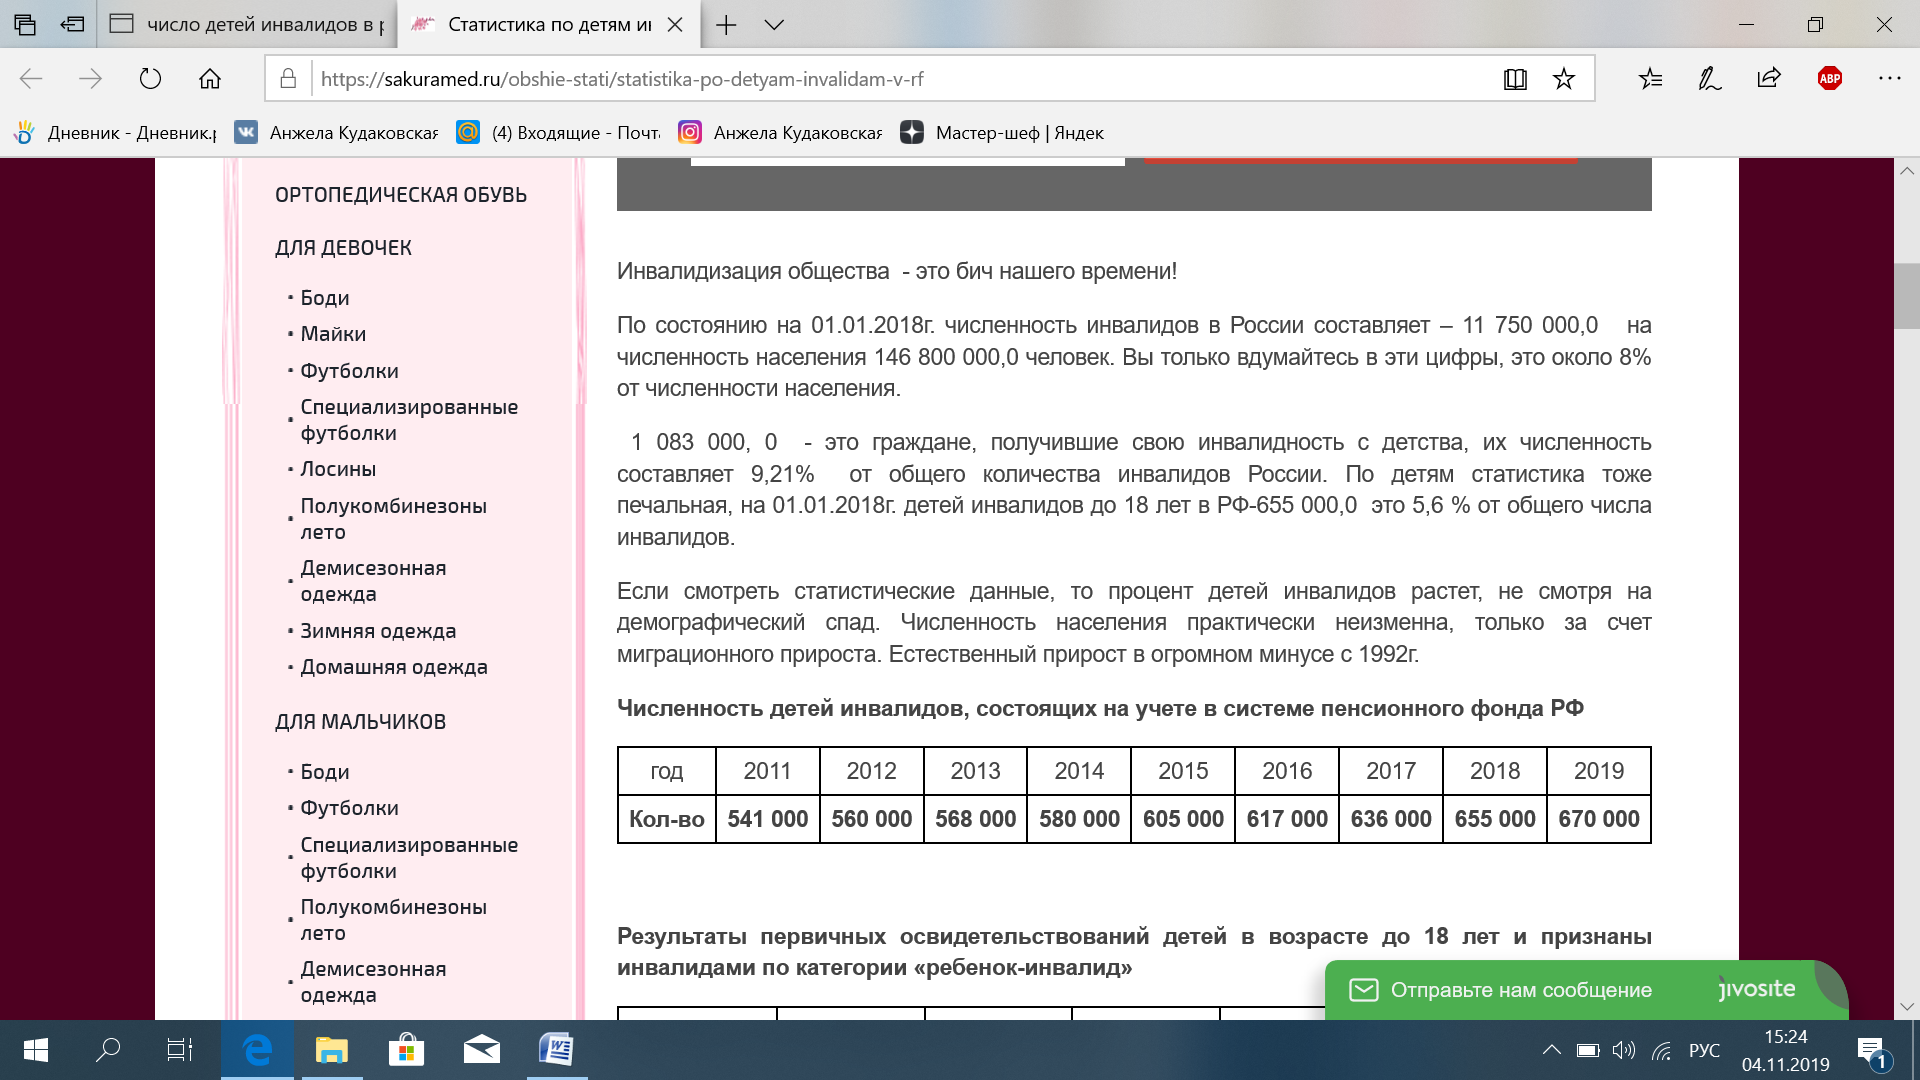 число детей инвалидов в р
Статистика по детям ин
https://sakuramed.ru/obshie-stati/statistika-po-detyam-invalidam-v-rf
ABP
Дневник - Дневник.р
Анжела Кудаковская
(4) Входящие - Почта
Анжела Кудаковская
Мастер-шеф | Яндек
ОРТОПЕДИЧЕСКАЯ ОБУВЬ
ДЛЯ ДЕВОЧЕК
Боди
Майки
Футболки
Специализированные
футболки
Лосины
Полукомбинезоны
лето
Демисезонная
одежда
Зимняя одежда
Домашняя одежда
ДЛЯ МАЛЬЧИКОВ
Боди
Футболки
Специализированные
футболки
Полукомбинезоны
лето
Демисезонная
одежда
Инвалидизация общества - это бич нашего времени!
По состоянию на 01.01.2018г. численность инвалидов в России составляет – 11 750 000,0 на
численность населения 146 800 000,0 человек. Вы только вдумайтесь в эти цифры, это около 8%
от численности населения.
1 083 000, 0 - это граждане, получившие свою инвалидность с детства, их численность
составляет 9,21% от общего количества инвалидов России. По детям статистика тоже
печальная, на 01.01.2018г. детей инвалидов до 18 лет в РФ-655 000,0 это 5,6 % от общего числа
инвалидов.
Если смотреть статистические данные, то процент детей инвалидов растет, не смотря на
демографический спад. Численность населения практически неизменна, только за счет
миграционного прироста. Естественный прирост в огромном минусе с 1992г.
Численность детей инвалидов, состоящих на учете в системе пенсионного фонда РФ
год 2011 2012 2013 2014 2015 2016 2017 2018 2019
Кол-во 541 000 560 000 568 000 580 000 605 000 617 000 636 000 655 000 670 000
Результаты первичных освидетельствований детей в возрасте до 18 лет и признаны
инвалидами по категории «ребенок-инвалид»
Отправьте нам сообщение
jivosite
РУС
15:24
04.11.2019
1